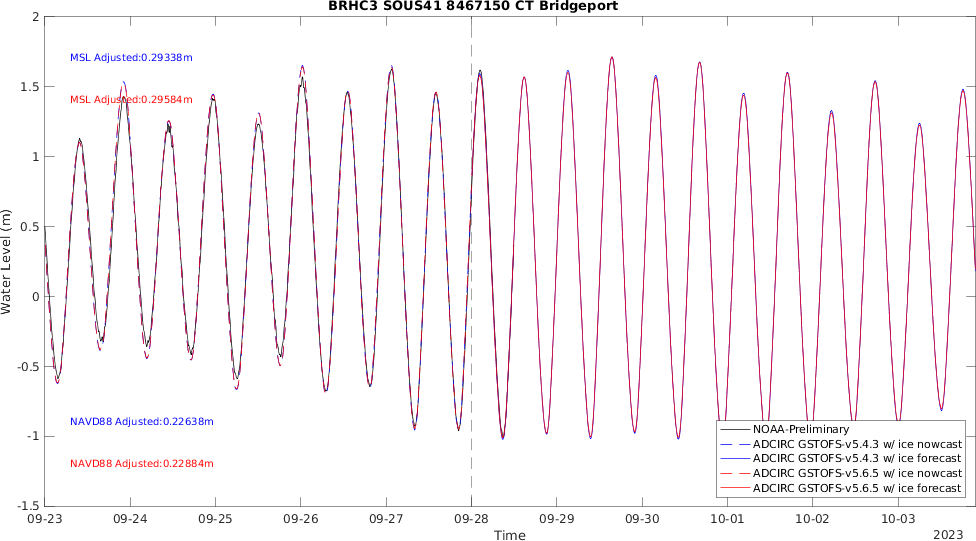 BRHC3 SOUS41 8467150 CT Bridgeport
2
1.5
1
0.5
0
-0.5
-1
-1.5
Water Level (m)
MSL Adjusted:0.29338m
MSL Adjusted:0.29584m
NAVD88 Adjusted:0.22638m
NAVD88 Adjusted:0.22884m
NOAA-Preliminary
ADCIRC GSTOFS-v5.4.3 w/ ice nowcast
ADCIRC GSTOFS-v5.4.3 w/ ice forecast
ADCIRC GSTOFS-v5.6.5 w/ ice nowcast
ADCIRC GSTOFS-v5.6.5 w/ ice forecast
09-23 09-24 09-25 09-26 09-27 09-28 09-29 09-30 10-01 10-02 10-03
Time
2023